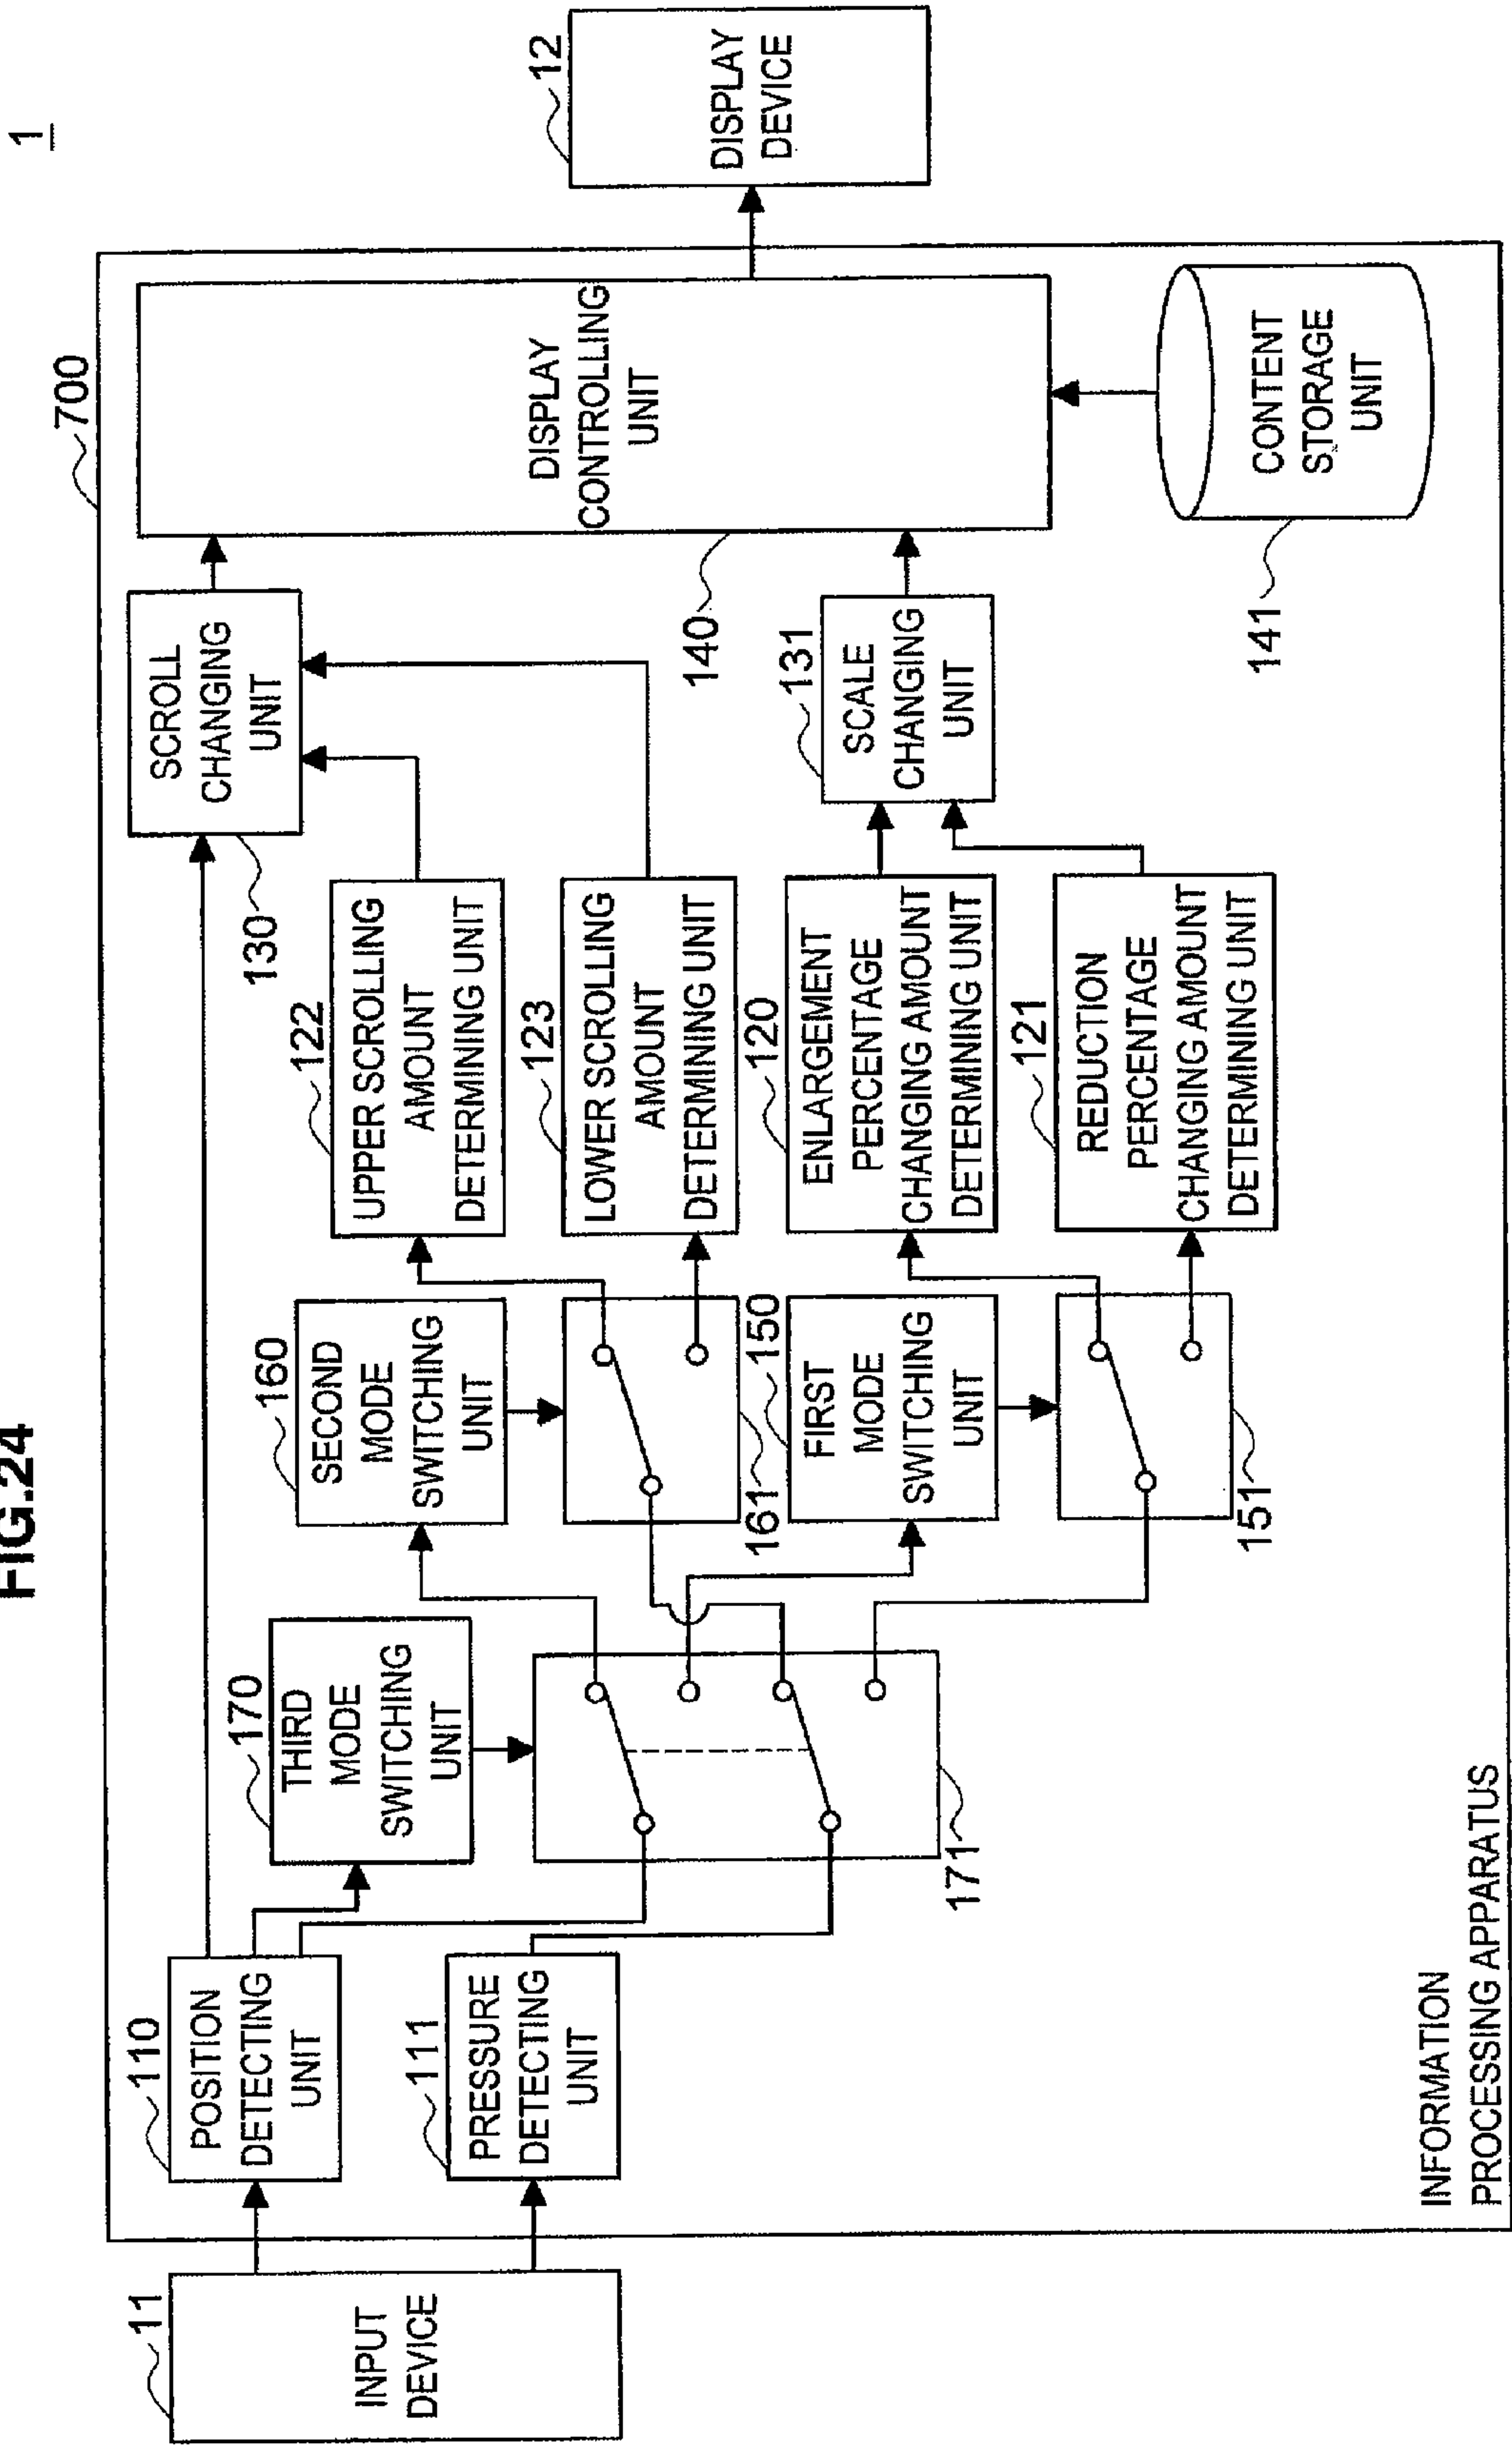 FIG.24
1
11
INPUT
DEVICE
110
POSITION
DETECTING
UNIT
111
PRESSURE
DETECTING
UNIT
170
THIRD
MODE
SWITCHING
UNIT
171
160
SECOND
MODE
SWITCHING
UNIT
161
150
FIRST
MODE
SWITCHING
UNIT
151
122
UPPER SCROLLING
AMOUNT
DETERMINING UNIT
123
LOWER SCROLLING
AMOUNT
DETERMINING UNIT
120
ENLARGEMENT
PERCENTAGE
CHANGING AMOUNT
DETERMINING UNIT
121
REDUCTION
PERCENTAGE
CHANGING AMOUNT
DETERMINING UNIT
SCROLL
CHANGING
UNIT
130
131
SCALE
CHANGING
UNIT
700
DISPLAY
CONTROLLING
UNIT
140
CONTENT
STORAGE
UNIT
141
12
DISPLAY
DEVICE
INFORMATION
PROCESSING APPARATUS